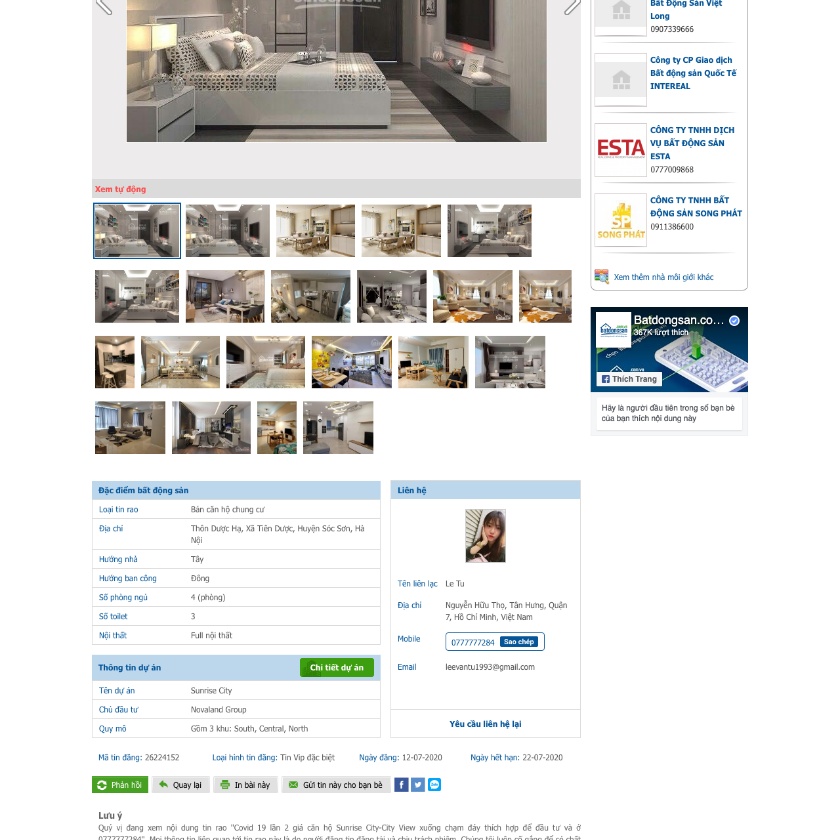 Bất Động Sản Việt
Long
0907339666
Công ty CP Giao dịch
Bất động sản Quốc Tế
INTEREAL
ESTA
CÔNG TY TNHH DỊCH
VỤ BẤT ĐỘNG SẢN
ESTA
0777009868
SP
SONG PHÁT
CÔNG TY TNHH BẤT
ĐỘNG SẢN SONG PHÁT
0911386600
Xem thêm nhà môi giới khác
Batdongsan.co...
367K lượt thích
Thích Trang
Hãy là người đầu tiên trong số bạn bè
của bạn thích nội dung này
Xem tự động
Đặc điểm bất động sản
Loại tin rao Bán căn hộ chung cư
Địa chỉ Thôn Dược Hạ, Xã Tiên Dược, Huyện Sóc Sơn, Hà
Nội
Hướng nhà Tây
Hướng ban công Đông
Số phòng ngủ 4 (phòng)
Số toilet 3
Nội thất Full nội thất
Thông tin dự án Chi tiết dự án
Tên dự án Sunrise City
Chủ đầu tư Novaland Group
Quy mô Gồm 3 khu: South, Central, North
Liên hệ
Tên liên lạc Le Tu
Địa chỉ Nguyễn Hữu Thọ, Tân Hưng, Quận
7, Hồ Chí Minh, Việt Nam
Mobile 0777777284 Sao chép
Email leevantu1993@gmail.com
Yêu cầu liên hệ lại
Mã tin đăng: 26224152 Loại hình tin đăng: Tin Vip đặc biệt Ngày đăng: 12-07-2020 Ngày hết hạn: 22-07-2020
Phản hồi Quay lại In bài này Gửi tin này cho bạn bè
Lưu ý
Quý vị đang xem nội dung tin rao "Covid 19 lần 2 giá căn hộ Sunrise City-City View xuống chạm đáy thích hợp để đầu tư và ở
0777777284". Mọi thông tin liên quan tới tin rao này là do người đăng tin đăng tải và chịu trách nhiệm. Chúng tôi luôn cố gắng để có chất